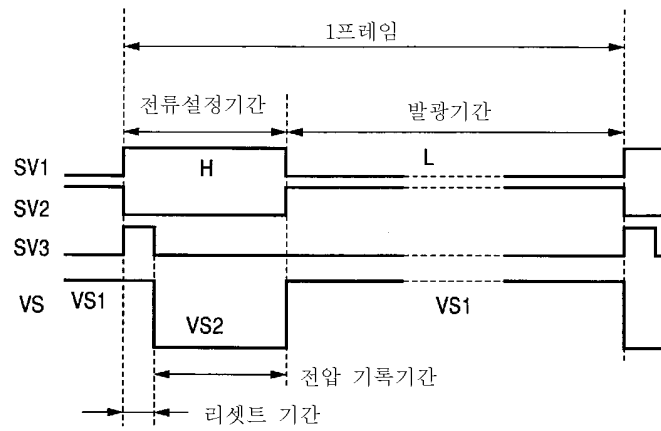 1프레임
전류설정기간
발광기간
SV1
H
L
SV2
SV3
VS
VS1
VS2
VS1
전압 기록기간
리셋트 기간